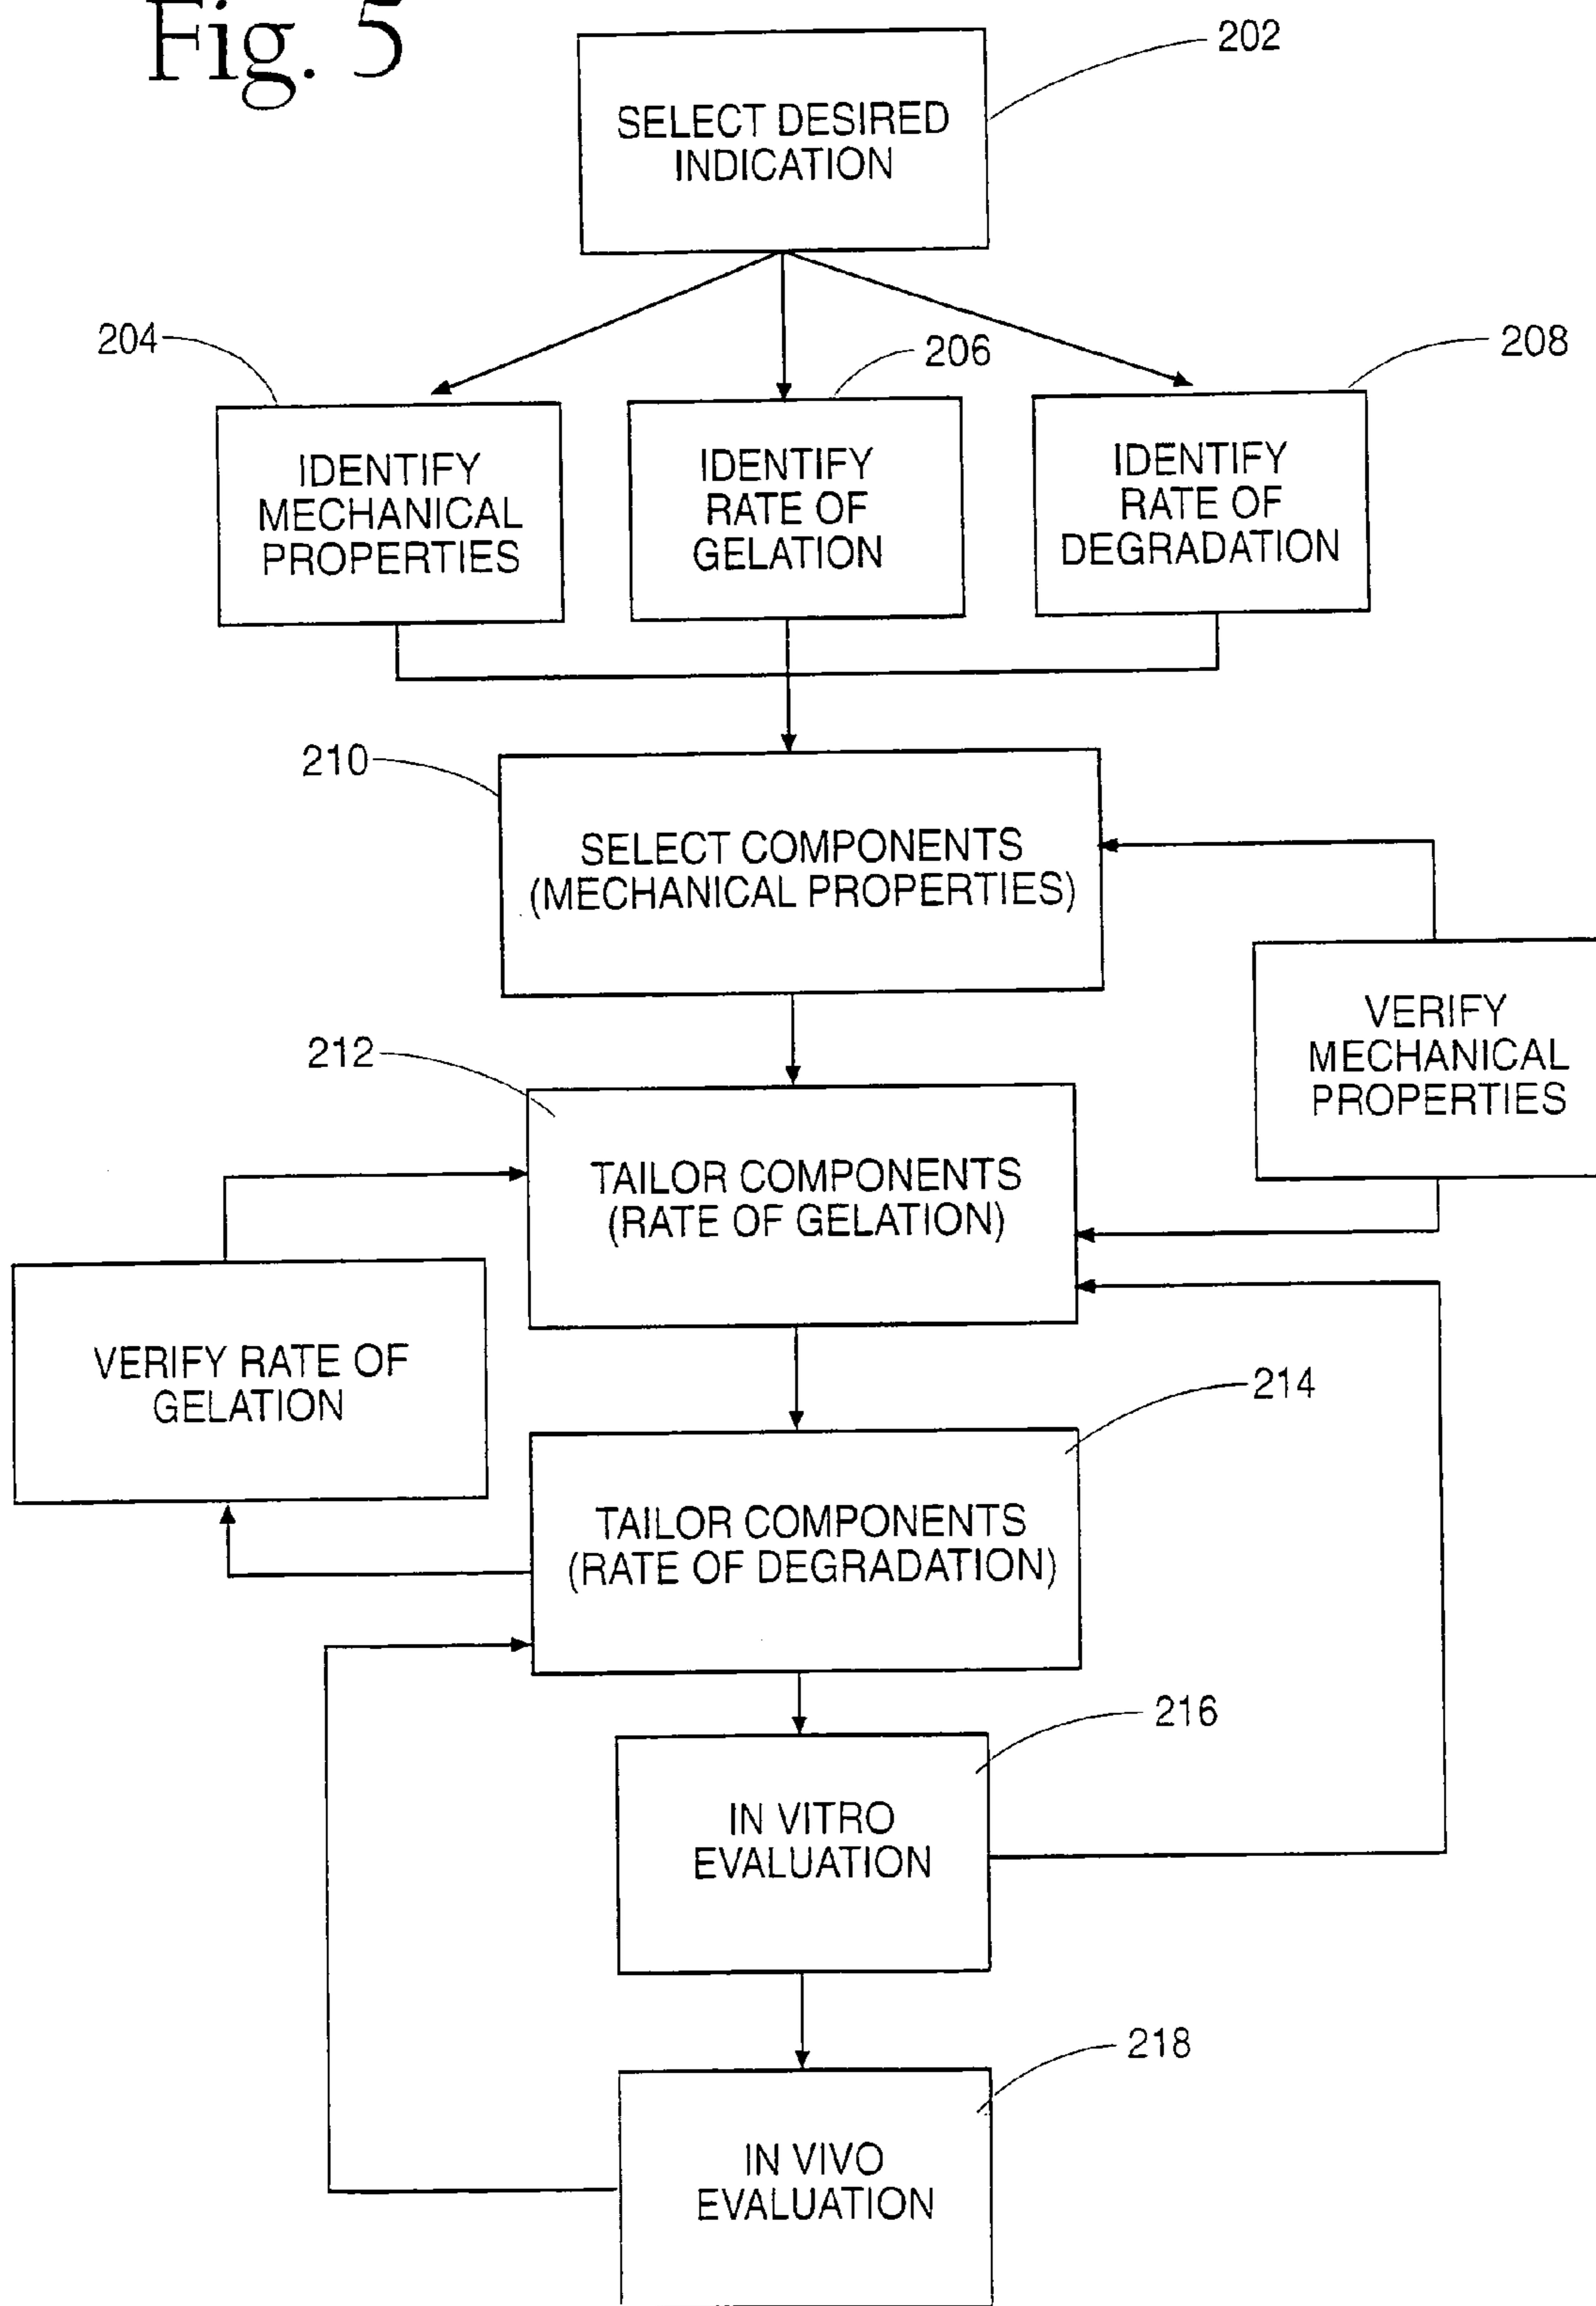 Fig. 5
202
SELECT DESIRED
INDICATION
204
206
208
IDENTIFY
MECHANICAL
PROPERTIES
IDENTIFY
RATE OF
GELATION
IDENTIFY
RATE OF
DEGRADATION
210
SELECT COMPONENTS
(MECHANICAL PROPERTIES)
VERIFY
MECHANICAL
PROPERTIES
212
TAILOR COMPONENTS
(RATE OF GELATION)
VERIFY RATE OF
GELATION
214
TAILOR COMPONENTS
(RATE OF DEGRADATION)
216
IN VITRO
EVALUATION
218
IN VIVO
EVALUATION